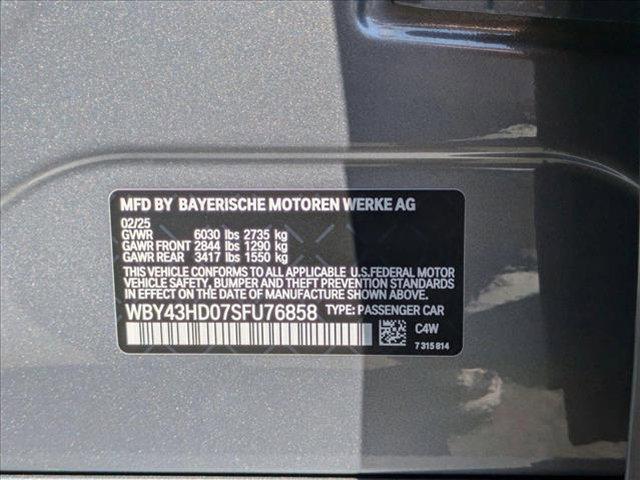 MFD BY BAYERISCHE MOTOREN WERKE AG
02/25
GVWR 6030 lbs 2735 kg
GAWR FRONT 2844 lbs 1290 kg
GAWR REAR 3417 lbs 1550 kg
THIS VEHICLE CONFORMS TO ALL APPLICABLE U.S.FEDERAL MOTOR
VEHICLE SAFETY, BUMPER AND THEFT PREVENTION STANDARDS
IN EFFECT ON THE DATE OF MANUFACTURE SHOWN ABOVE.
WBY43HD07SFU76858 TYPE: PASSENGER CAR
C4W
7 315 814